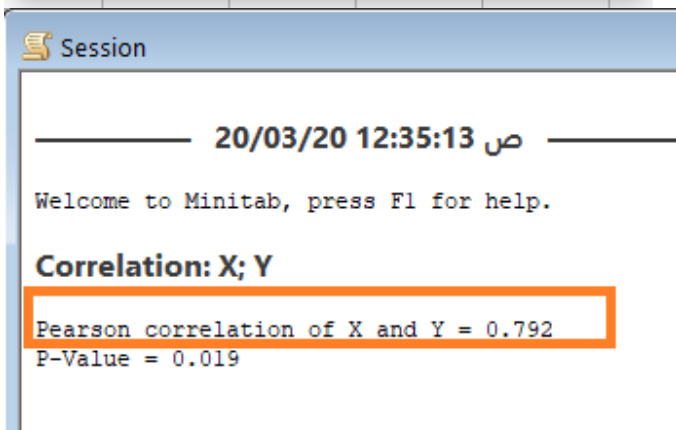 Session
20/03/20 12:35:13 ص
Welcome to Minitab, press F1 for help.
Correlation: X; Y
Pearson correlation of X and Y = 0.792
P-Value = 0.019